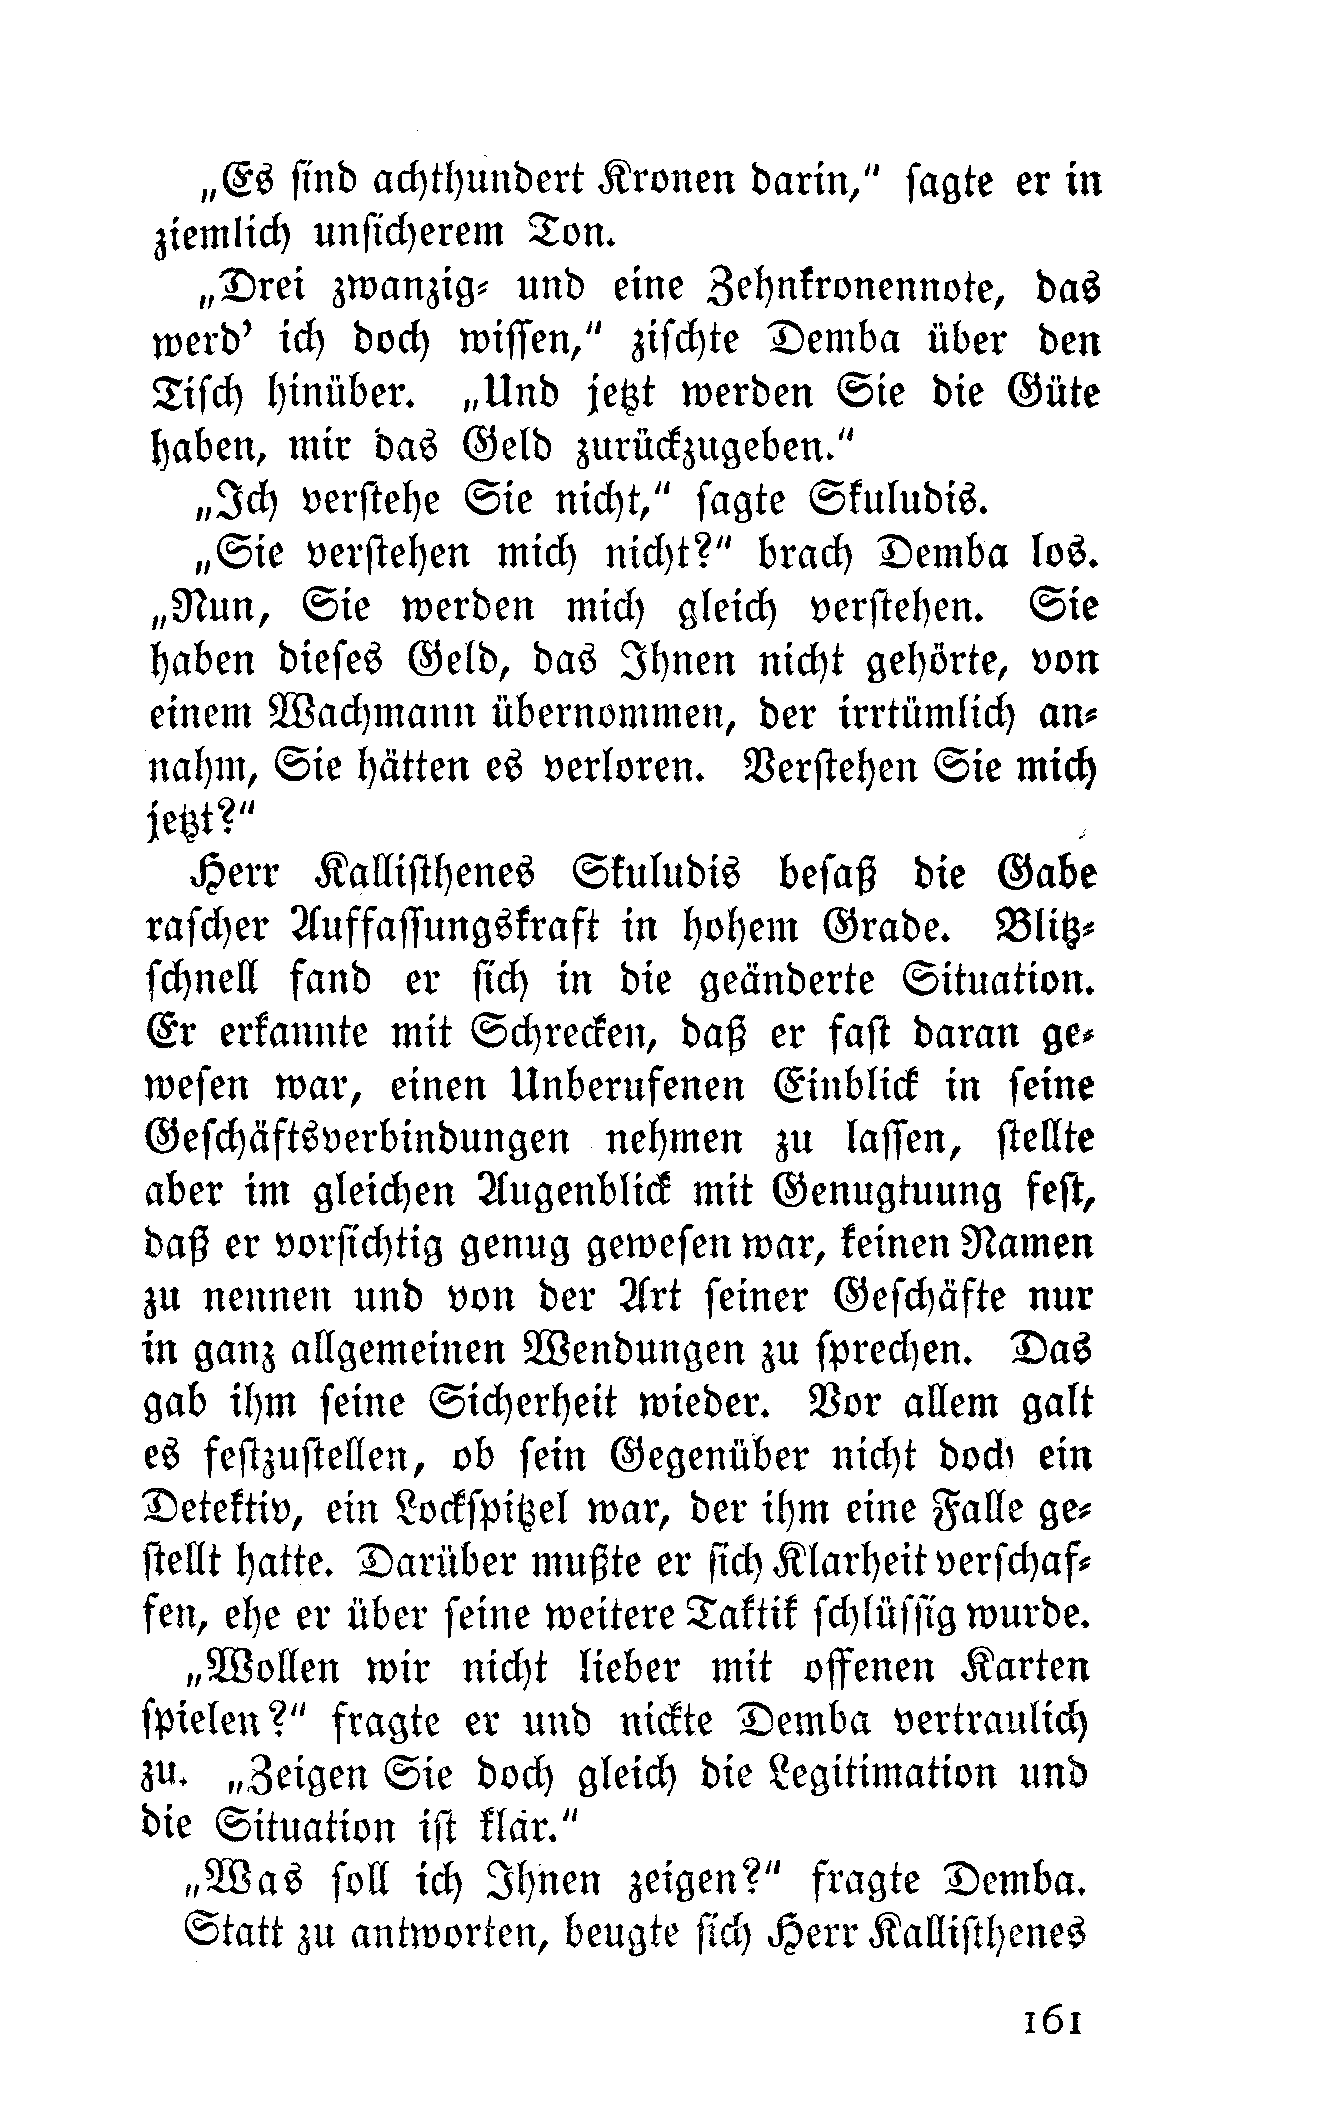 „Es sind achthundert Kronen darin,“ sagte er in
ziemlich unsicherem Ton.
„Drei zwanzig- und eine Zehnkronennote, das
werd’ ich doch wissen,“ zischte Demba über den
Tisch hinüber. „Und jetzt werden Sie die Güte
haben, mir das Geld zurückzugeben.“
„Ich verstehe Sie nicht,“ sagte Skuludis.
„Sie verstehen mich nicht?“ brach Demba los.
„Nun, Sie werden mich gleich verstehen. Sie
haben dieses Geld, das Ihnen nicht gehörte, von
einem Wachmann übernommen, der irrtümlich an-
nahm, Sie hätten es verloren. Verstehen Sie mich
jetzt?“
Herr Kallisthenes Skuludis besaß die Gabe
rascher Auffassungskraft in hohem Grade. Blitz-
schnell fand er sich in die geänderte Situation.
Er erkannte mit Schrecken, daß er fast daran ge-
wesen war, einen Unberufenen Einblick in seine
Geschäftsverbindungen nehmen zu lassen, stellte
aber im gleichen Augenblick mit Genugtuung fest,
daß er vorsichtig genug gewesen war, keinen Namen
zu nennen und von der Art seiner Geschäfte nur
in ganz allgemeinen Wendungen zu sprechen. Das
gab ihm seine Sicherheit wieder. Vor allem galt
es festzustellen, ob sein Gegenüber nicht doch ein
Detektiv, ein Lockspitzel war, der ihm eine Falle ge-
stellt hatte. Darüber mußte er sich Klarheit verschaf-
fen, ehe er über seine weitere Taktik schlüssig wurde.
„Wollen wir nicht lieber mit offenen Karten
spielen?“ fragte er und nickte Demba vertraulich
zu. „Zeigen Sie doch gleich die Legitimation und
die Situation ist klar.“
„Was soll ich Ihnen zeigen?“ fragte Demba.
Statt zu antworten, beugte sich Herr Kallisthenes
161